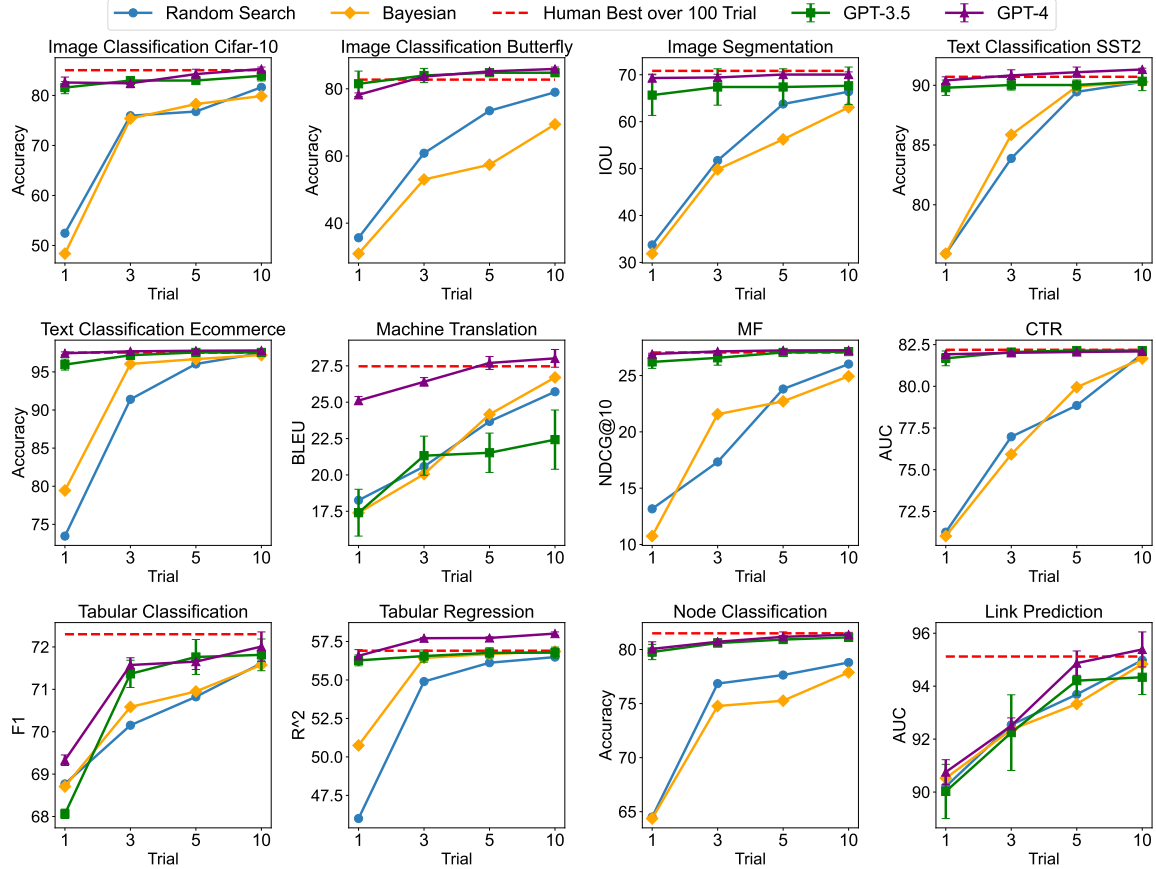 Random Search Bayesian Human Best over 100 Trial GPT-3.5 GPT-4
Image Classification Cifar-10
Accuracy
80
70
60
50
1 3 5 10
Trial
Image Classification Butterfly
Accuracy
80
60
40
1 3 5 10
Trial
Image Segmentation
IOU
70
60
50
40
30
1 3 5 10
Trial
Text Classification SST2
Accuracy
90
85
80
1 3 5 10
Trial
Text Classification Ecommerce
Accuracy
95
90
85
80
75
1 3 5 10
Trial
Machine Translation
BLEU
27.5
25.0
22.5
20.0
17.5
1 3 5 10
Trial
MF
NDCG@10
25
20
15
10
1 3 5 10
Trial
CTR
AUC
82.5
80.0
77.5
75.0
72.5
1 3 5 10
Trial
Tabular Classification
F1
72
71
70
69
68
1 3 5 10
Trial
Tabular Regression
R^2
57.5
55.0
52.5
50.0
47.5
1 3 5 10
Trial
Node Classification
Accuracy
80
75
70
65
1 3 5 10
Trial
Link Prediction
AUC
96
94
92
90
1 3 5 10
Trial